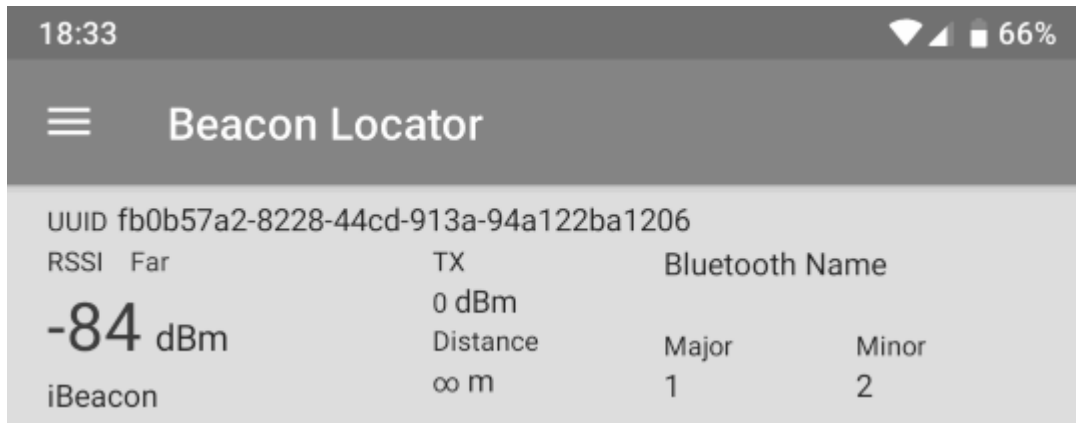 18:33 66%
Beacon Locator
UUID fb0b57a2-8228-44cd-913a-94a122ba1206
RSSI Far TX Bluetooth Name
0 dBm
-84 dBm Distance Major Minor
iBeacon ∞ m 1 2